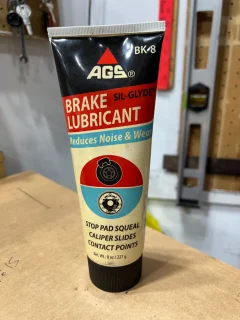 BK-8
AGS®
SIL-GLYDE®
BRAKE
LUBRICANT
Reduces Noise & Wear
STOP PAD SQUEAL
CALIPER SLIDES
CONTACT POINTS
Net. Wt.: 8 oz / 227 g